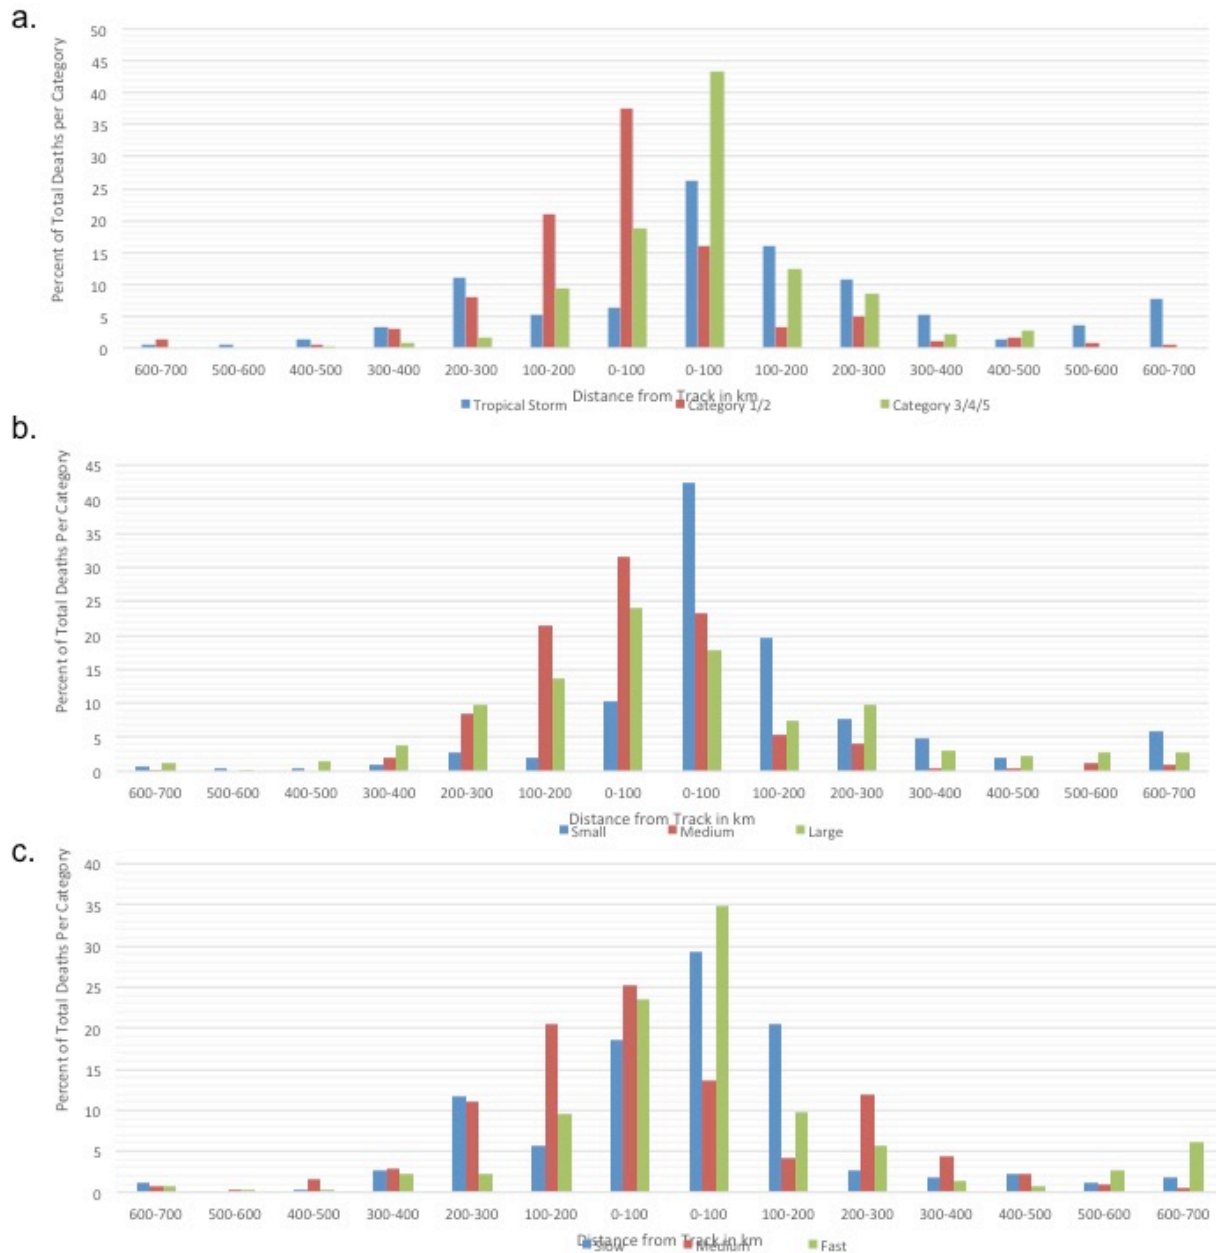 a.
Percent of Total Deaths per Category
50
45
40
35
30
25
20
15
10
5
0
600-700 500-600 400-500 300-400 200-300 100-200 0-100 0-100 100-200 200-300 300-400 400-500 500-600 600-700
Distance from Track in km
Tropical Storm Category 1/2 Category 3/4/5
b.
Percent of Total Deaths Per Category
45
40
35
30
25
20
15
10
5
0
600-700 500-600 400-500 300-400 200-300 100-200 0-100 0-100 100-200 200-300 300-400 400-500 500-600 600-700
Distance from Track in km
Small Medium Large
c.
Percent of Total Deaths Per Category
40
35
30
25
20
15
10
5
0
600-700 500-600 400-500 300-400 200-300 100-200 0-100 0-100 100-200 200-300 300-400 400-500 500-600 600-700
Distance from Track in km
Slow Medium Fast